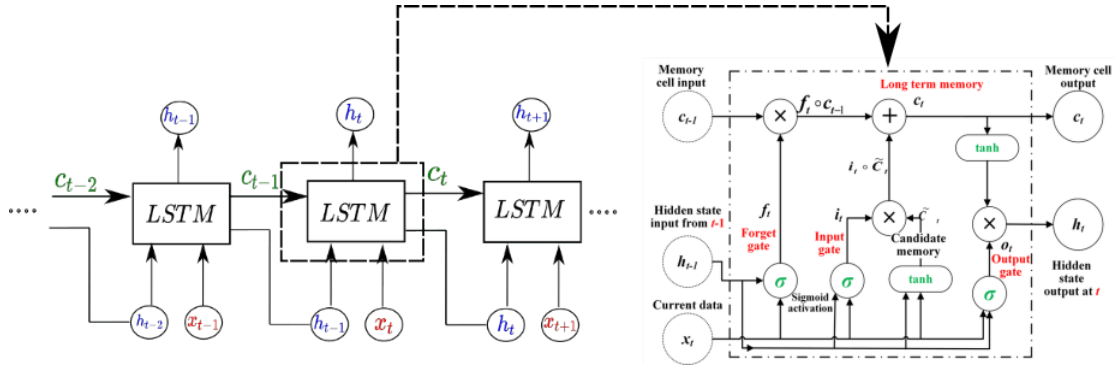 h_{t-1}
h_t
h_{t+1}
c_{t-2}
c_{t-1}
c_t
....
LSTM
LSTM
LSTM
....
h_{t-2}
x_{t-1}
h_{t-1}
x_t
h_t
x_{t+1}
Memory cell
input
c_{t-1}
Hidden state
input from t-1
h_{t-1}
Current data
x_t
Long term memory
×
f_t ∘ c_{t-1}
+
c_t
tanh
i_t ∘ C̃_t
f_t
i_t
×
C̃_t
×
Forget
gate
Input
gate
Candidate
memory
o_t
Output
gate
σ
Sigmoid
activation
σ
tanh
σ
Memory cell
output
c_t
h_t
Hidden
state
output at t